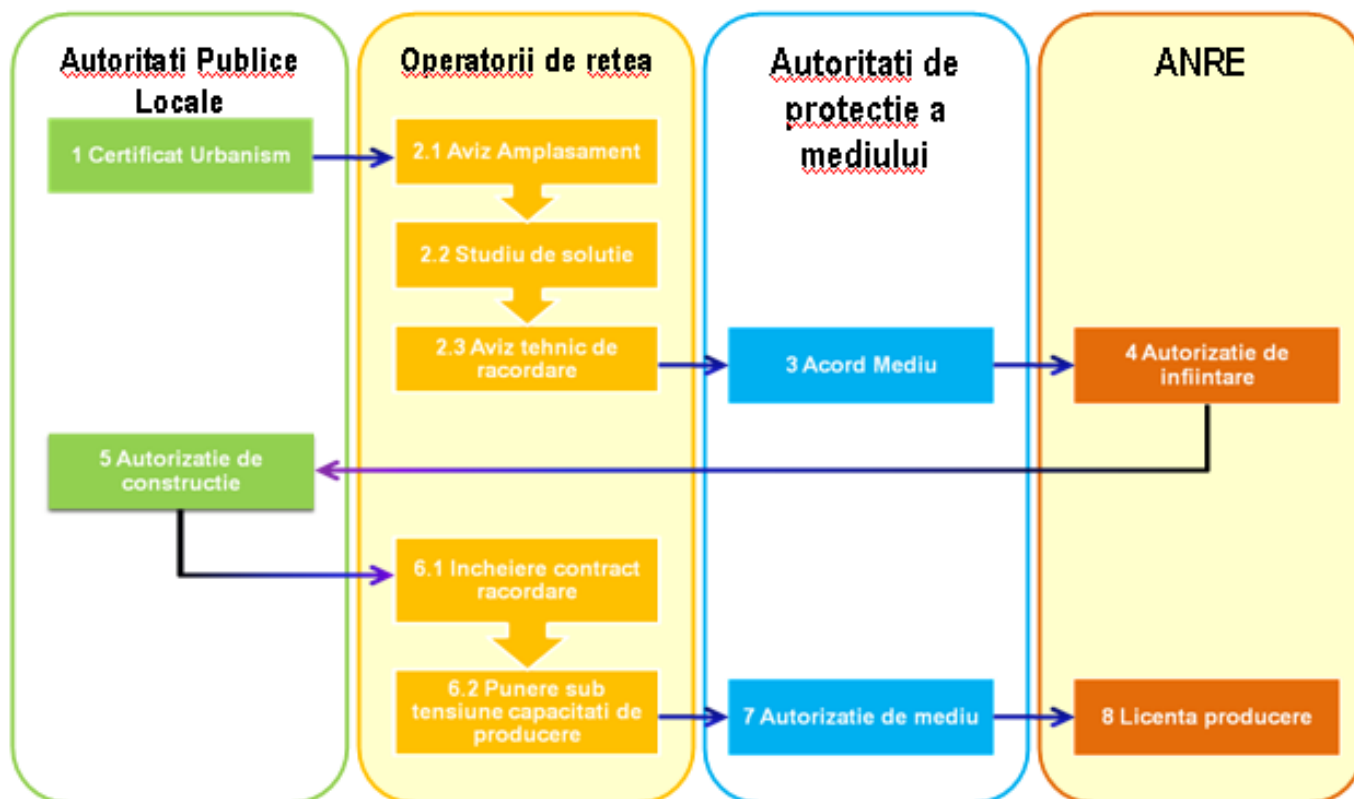 Autoritati Publice
Locale
Operatorii de retea
Autoritati de
protectie a
mediului
ANRE
1 Certificat Urbanism
2.1 Aviz Amplasament
2.2 Studiu de solutie
2.3 Aviz tehnic de
racordare
3 Acord Mediu
4 Autorizatie de
infiintare
5 Autorizatie de
constructie
6.1 Incheiere contract
racordare
6.2 Punere sub
tensiune capacitati de
producere
7 Autorizatie de mediu
8 Licenta producere